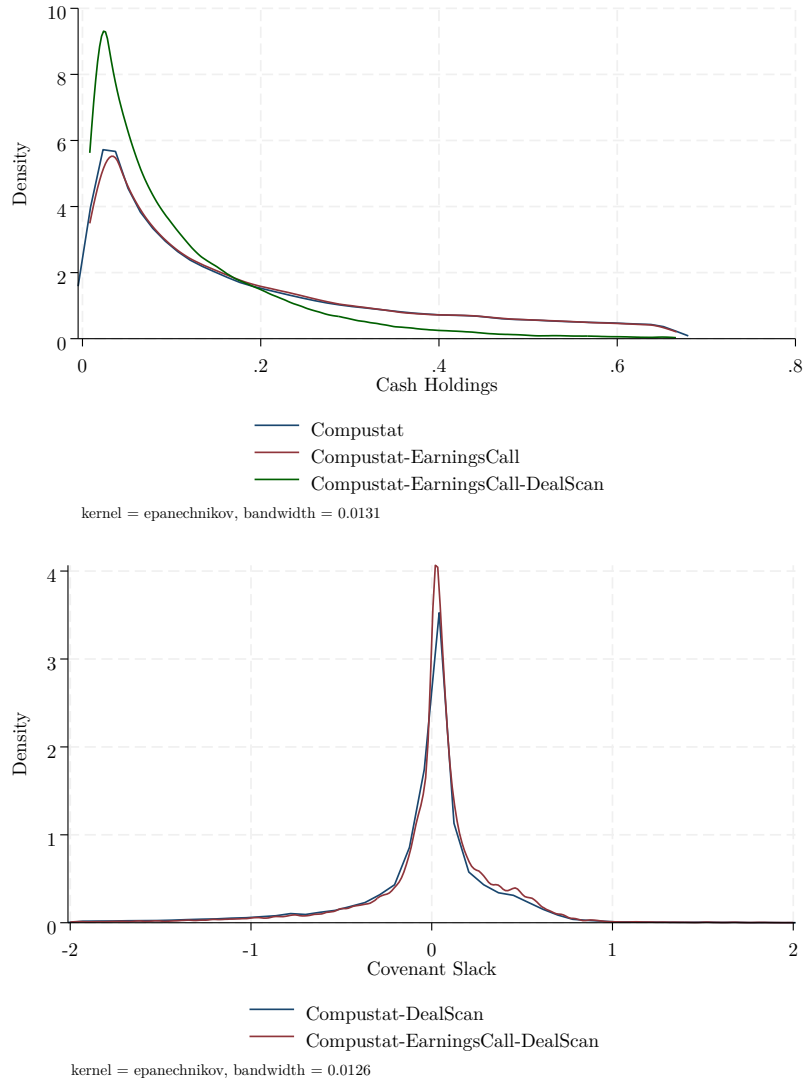 10
8
6
4
2
0
Density
0 .2 .4 .6 .8
Cash Holdings
Compustat
Compustat-EarningsCall
Compustat-EarningsCall-DealScan
kernel = epanechnikov, bandwidth = 0.0131
4
3
2
1
0
Density
-2 -1 0 1 2
Covenant Slack
Compustat-DealScan
Compustat-EarningsCall-DealScan
kernel = epanechnikov, bandwidth = 0.0126